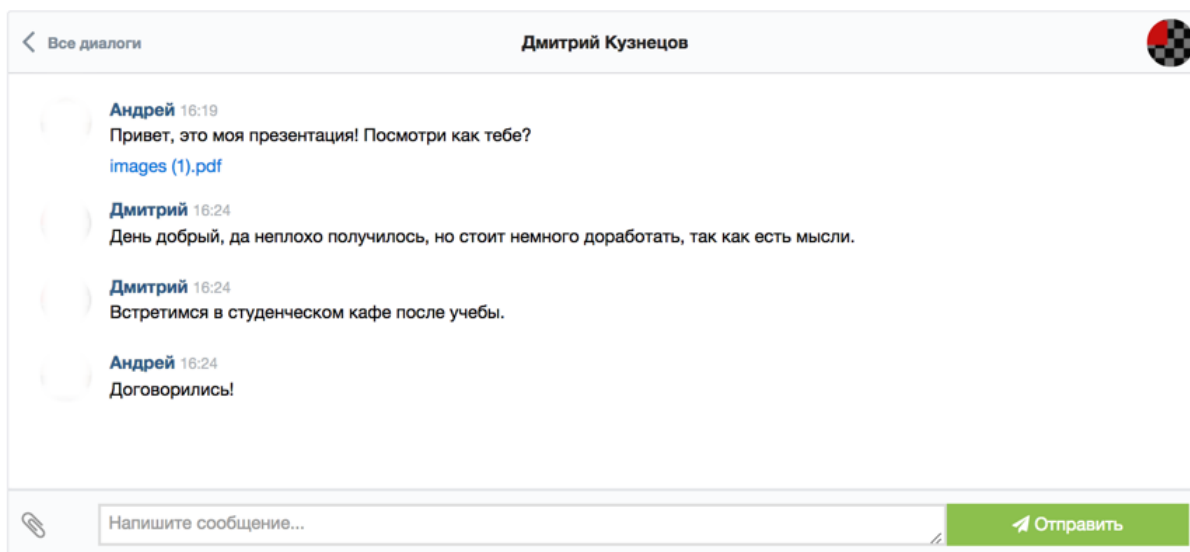 Все диалоги
Дмитрий Кузнецов
Андрей 16:19
Привет, это моя презентация! Посмотри как тебе?
images (1).pdf
Дмитрий 16:24
День добрый, да неплохо получилось, но стоит немного доработать, так как есть мысли.
Дмитрий 16:24
Встретимся в студенческом кафе после учебы.
Андрей 16:24
Договорились!
Напишите сообщение...
Отправить